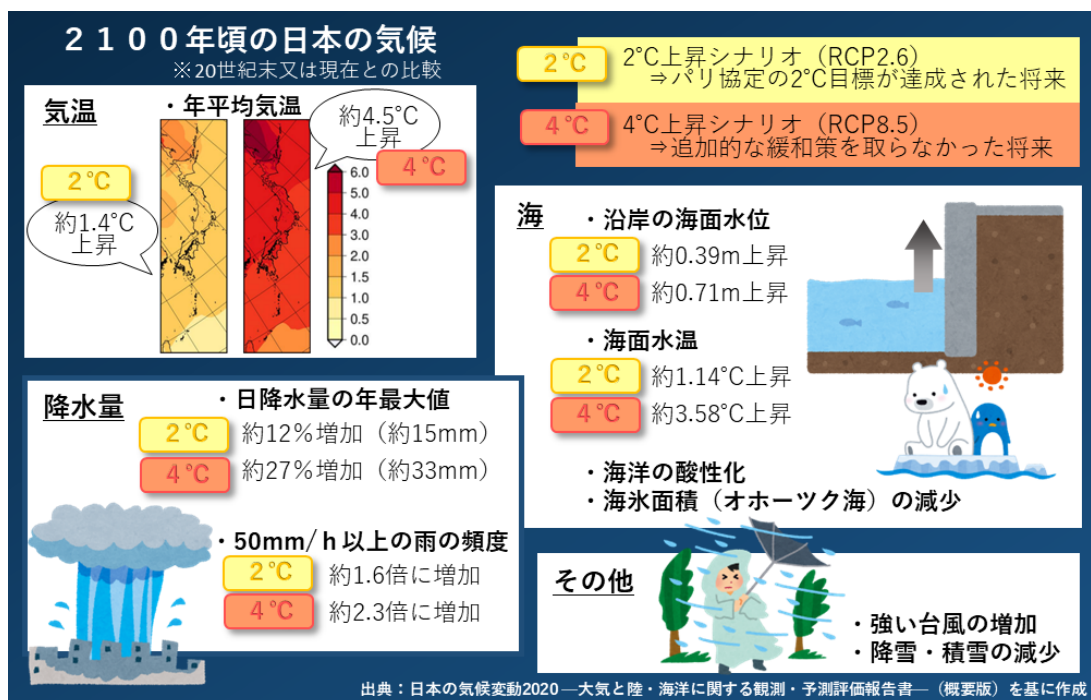 ２１００年頃の日本の気候
※20世紀末又は現在との比較
2℃
2℃上昇シナリオ（RCP2.6）
⇒パリ協定の2℃目標が達成された将来
4℃
4℃上昇シナリオ（RCP8.5）
⇒追加的な緩和策を取らなかった将来
気温
・年平均気温
約4.5℃
上昇
4℃
2℃
約1.4℃
上昇
6.0
5.0
4.0
3.0
2.0
1.5
1.0
0.5
0.0
降水量
・日降水量の年最大値
2℃ 約12％増加（約15mm）
4℃ 約27％増加（約33mm）
・50mm/ｈ以上の雨の頻度
2℃ 約1.6倍に増加
4℃ 約2.3倍に増加
海
・沿岸の海面水位
2℃ 約0.39m上昇
4℃ 約0.71m上昇
・海面水温
2℃ 約1.14℃上昇
4℃ 約3.58℃上昇
・海洋の酸性化
・海氷面積（オホーツク海）の減少
その他
・強い台風の増加
・降雪・積雪の減少
出典：日本の気候変動2020—大気と陸・海洋に関する観測・予測評価報告書—（概要版）を基に作成